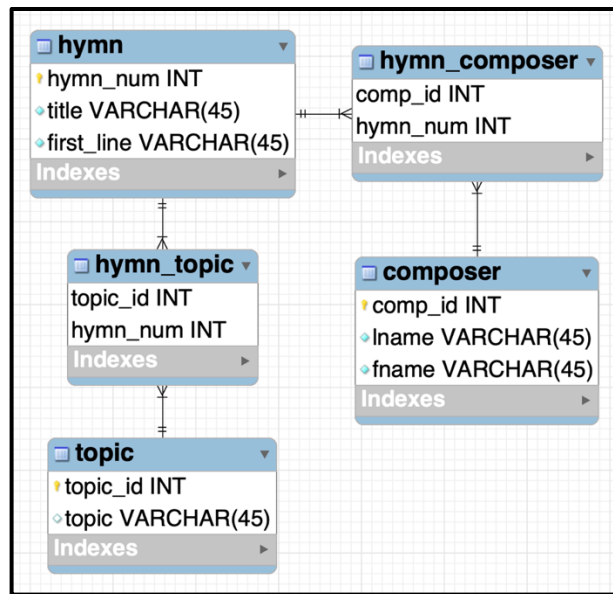 hymn
hymn_num INT
title VARCHAR(45)
first_line VARCHAR(45)
Indexes
hymn_composer
comp_id INT
hymn_num INT
Indexes
hymn_topic
topic_id INT
hymn_num INT
Indexes
composer
comp_id INT
lname VARCHAR(45)
fname VARCHAR(45)
Indexes
topic
topic_id INT
topic VARCHAR(45)
Indexes